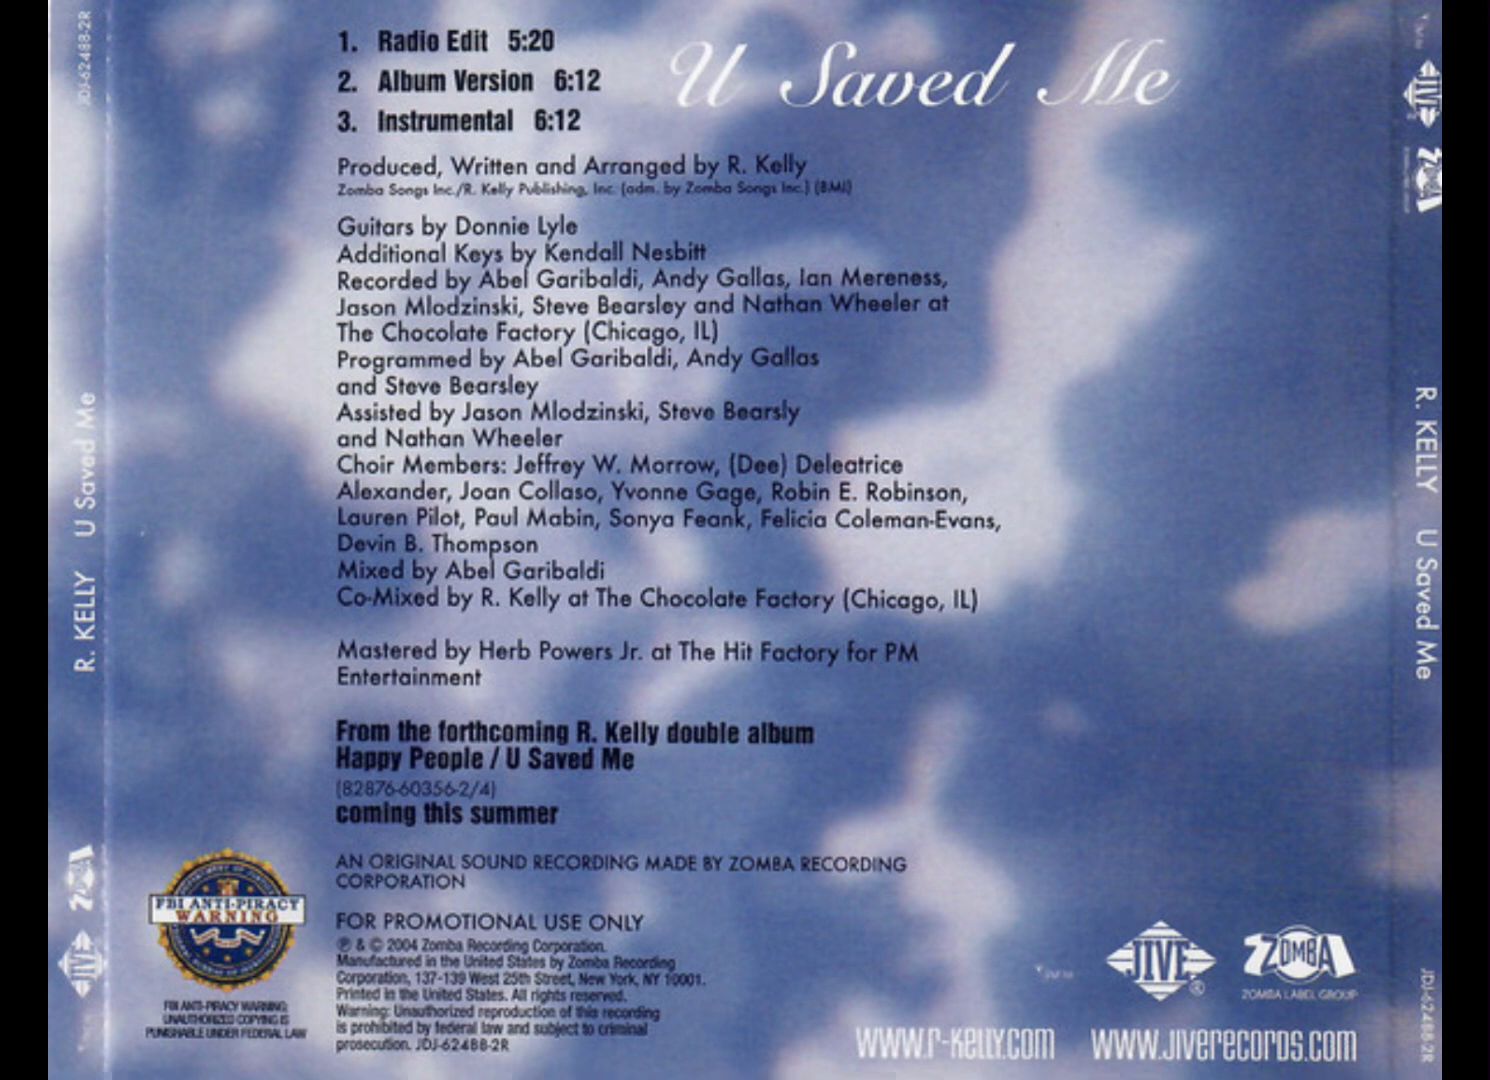 1. Radio Edit 5:20
2. Album Version 6:12
3. Instrumental 6:12
U Saved Me
Produced, Written and Arranged by R. Kelly
Zomba Songs Inc./R. Kelly Publishing, Inc. (adm. by Zomba Songs Inc.) (BMI)
Guitars by Donnie Lyle
Additional Keys by Kendall Nesbitt
Recorded by Abel Garibaldi, Andy Gallas, Ian Mereness,
Jason Mlodzinski, Steve Bearsley and Nathan Wheeler at
The Chocolate Factory (Chicago, IL)
Programmed by Abel Garibaldi, Andy Gallas
and Steve Bearsley
Assisted by Jason Mlodzinski, Steve Bearsly
and Nathan Wheeler
Choir Members: Jeffrey W. Morrow, (Dee) Deleatrice
Alexander, Joan Collaso, Yvonne Gage, Robin E. Robinson,
Lauren Pilot, Paul Mabin, Sonya Feank, Felicia Coleman-Evans,
Devin B. Thompson
Mixed by Abel Garibaldi
Co-Mixed by R. Kelly at The Chocolate Factory (Chicago, IL)
Mastered by Herb Powers Jr. at The Hit Factory for PM
Entertainment
From the forthcoming R. Kelly double album
Happy People / U Saved Me
(82876-60356-2/4)
coming this summer
AN ORIGINAL SOUND RECORDING MADE BY ZOMBA RECORDING
CORPORATION
FOR PROMOTIONAL USE ONLY
℗ & © 2004 Zomba Recording Corporation.
Manufactured in the United States by Zomba Recording
Corporation, 137-139 West 25th Street, New York, NY 10001.
Printed in the United States. All rights reserved.
Warning: Unauthorized reproduction of this recording
is prohibited by federal law and subject to criminal
prosecution. JDJ-62488-2R
FBI ANTI-PIRACY
WARNING
FBI ANTI-PIRACY WARNING:
UNAUTHORIZED COPYING IS
PUNISHABLE UNDER FEDERAL LAW
JIVE
®
ZOMBA
ZOMBA LABEL GROUP
www.r-kelly.com
www.jiverecords.com
JDJ-62488-2R
R. KELLY U Saved Me
ZOMBA
JIVE
JIVE
ZOMBA
R. KELLY U Saved Me
JDJ-62488-2R